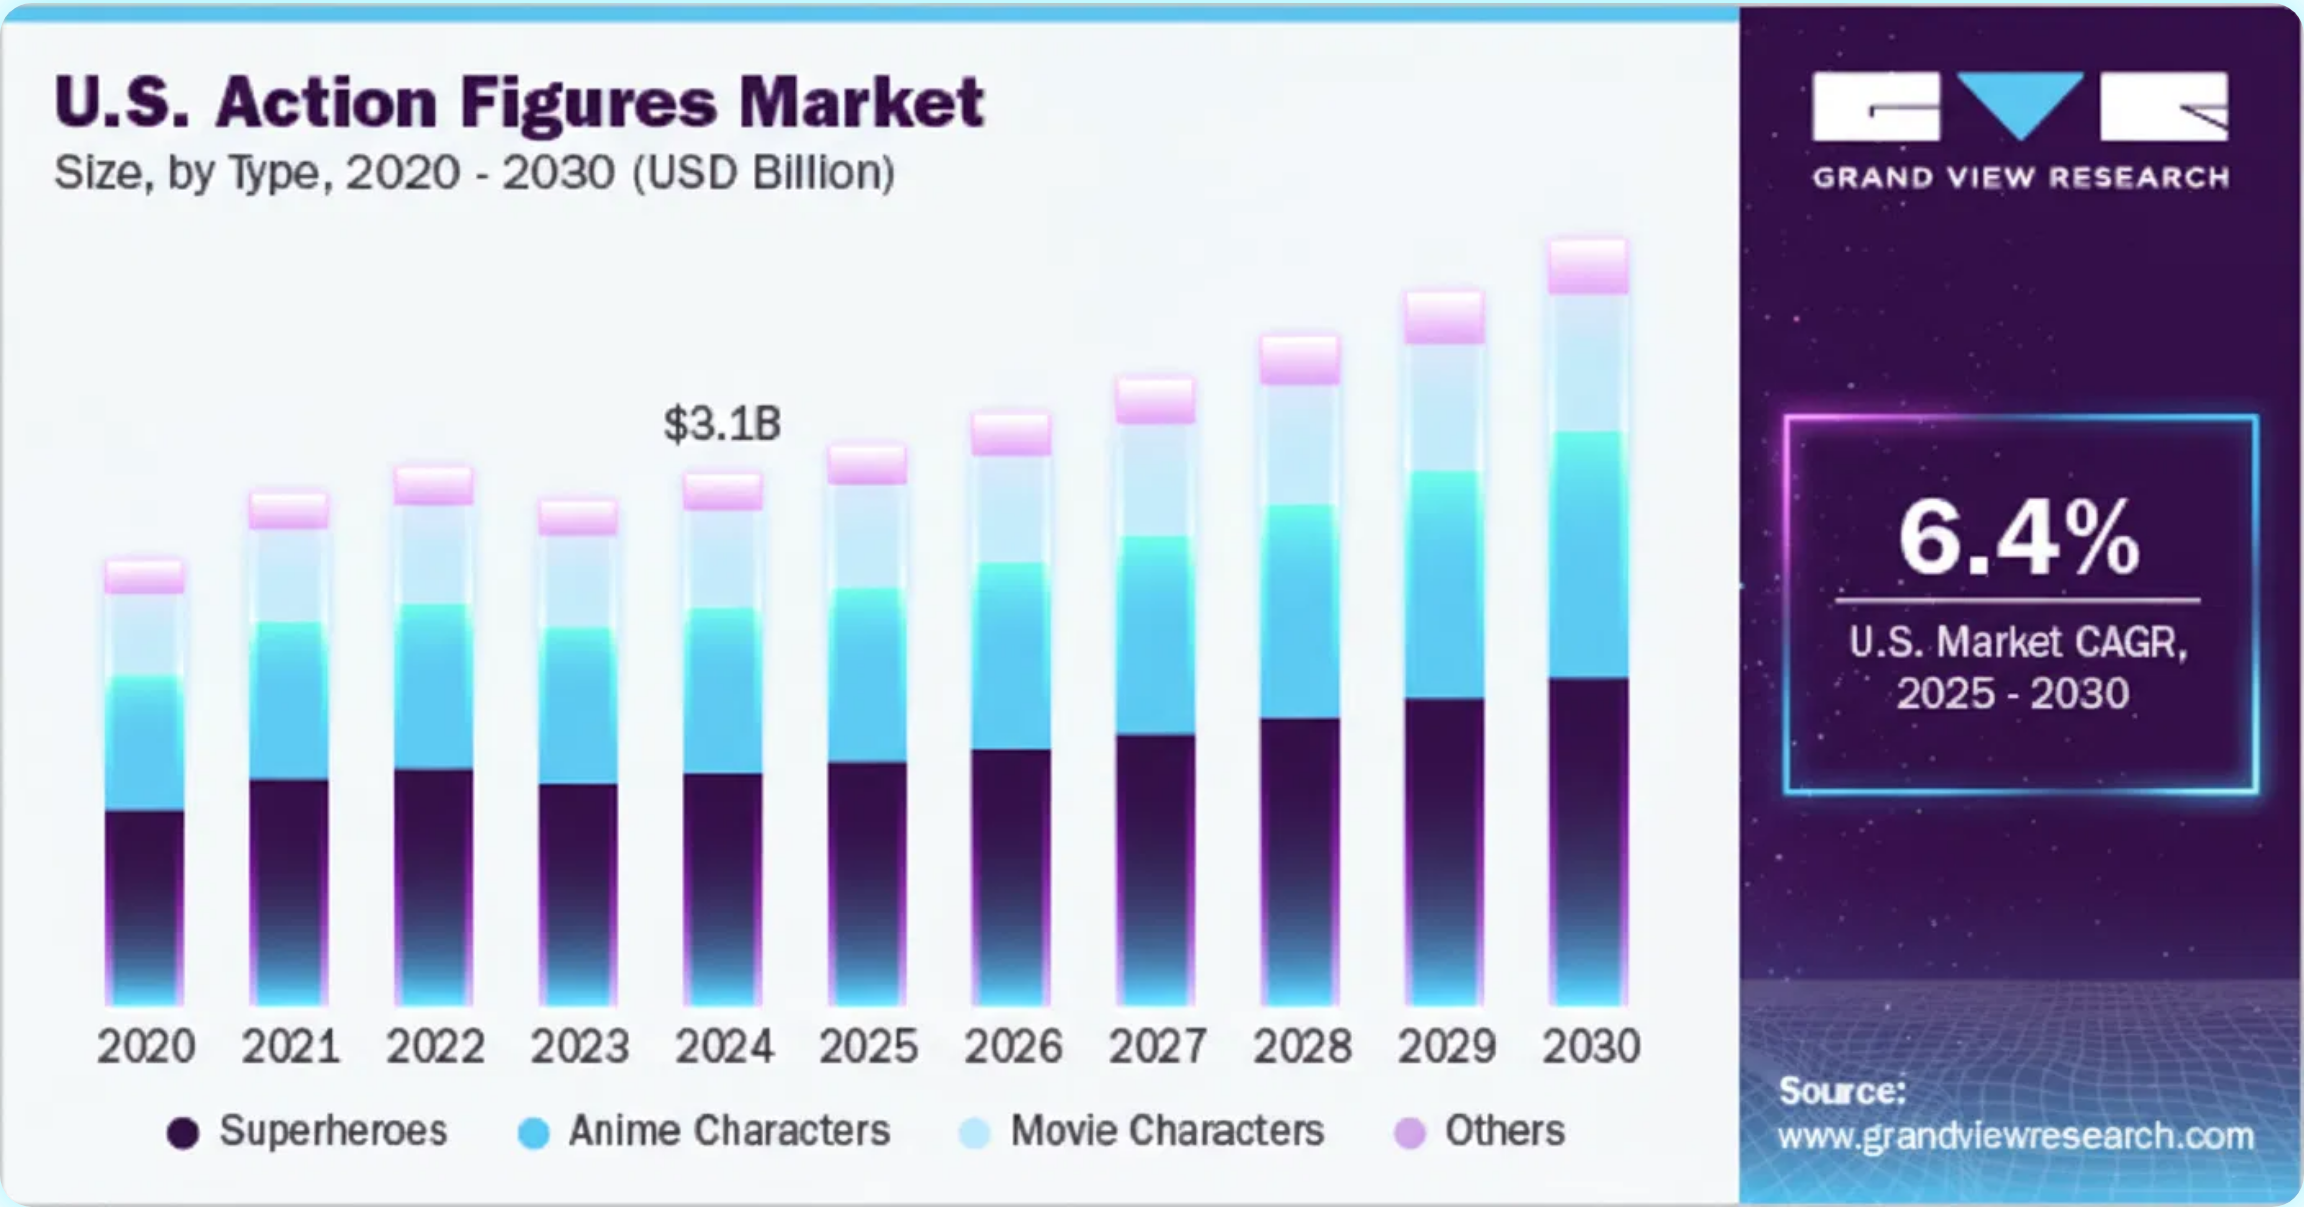 U.S. Action Figures Market
Size, by Type, 2020 - 2030 (USD Billion)
$3.1B
2020 2021 2022 2023 2024 2025 2026 2027 2028 2029 2030
Superheroes Anime Characters Movie Characters Others
GRAND VIEW RESEARCH
6.4%
U.S. Market CAGR,
2025 - 2030
Source:
www.grandviewresearch.com